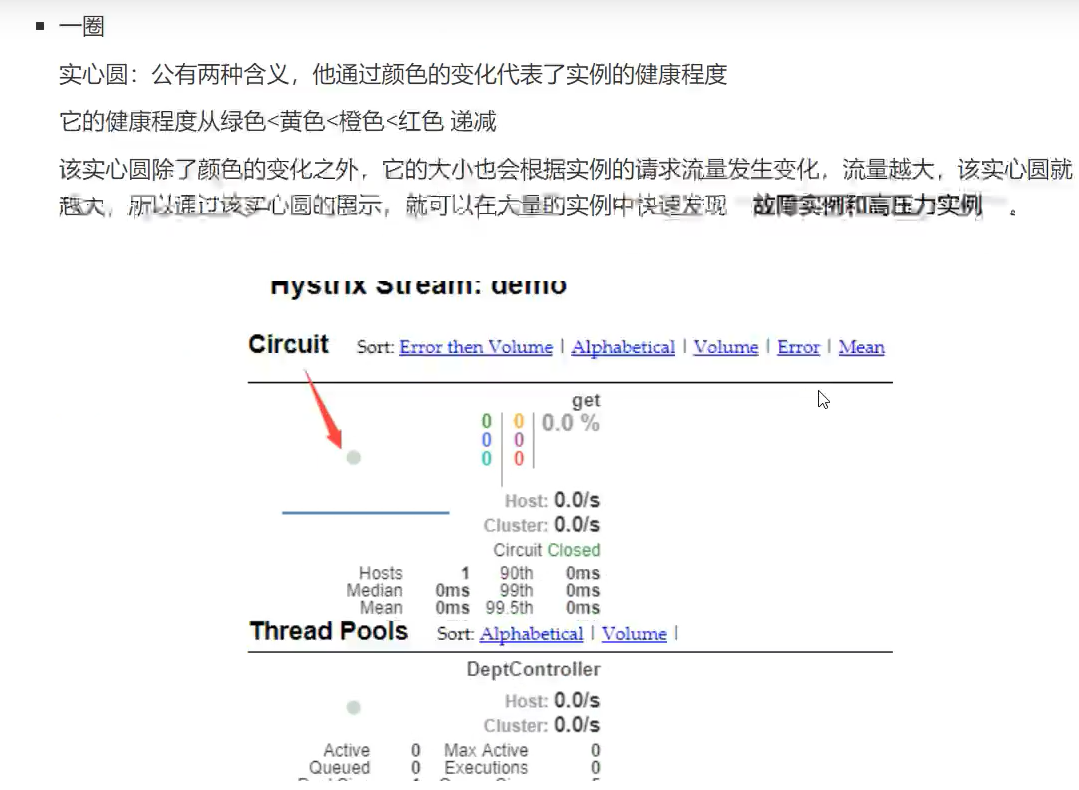 一圈
实心圆：公有两种含义，他通过颜色的变化代表了实例的健康程度
它的健康程度从绿色<黄色<橙色<红色 递减
该实心圆除了颜色的变化之外，它的大小也会根据实例的请求流量发生变化，流量越大，该实心圆就
越大，所以通过该实心圆的展示，就可以在大量的实例中快速发现 故障实例和高压力实例 。
Hystrix Stream: demo
Circuit Sort: Error then Volume | Alphabetical | Volume | Error | Mean
get
0 0 0.0 %
0 0
0 0
Host: 0.0/s
Cluster: 0.0/s
Circuit Closed
Hosts 1 90th 0ms
Median 0ms 99th 0ms
Mean 0ms 99.5th 0ms
Thread Pools Sort: Alphabetical | Volume |
DeptController
Host: 0.0/s
Cluster: 0.0/s
Active 0 Max Active 0
Queued 0 Executions 0